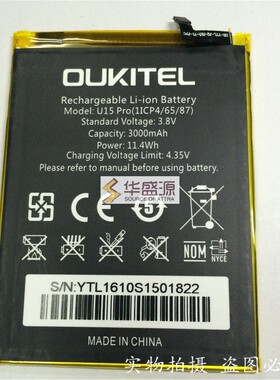 OUKITEL
Rechargeable Li-ion Battery
Model: U15 Pro(1ICP4/65/87)
Standard Voltage: 3.8V
Capacity: 3000mAh
Power: 11.4Wh
Charging Voltage Limit: 4.35V
Please refer to manual before using this battery.
华盛源
NOM
NYCE
S/N:YTL1610S1501822
MADE IN CHINA
实物拍摄 盗图必究